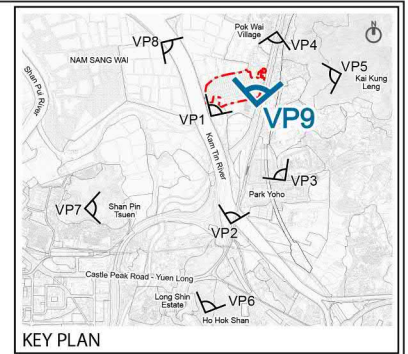 N
Pok Wai
Village
VP8
VP4
NAM SANG WAI
VP5
Kai Kung
Leng
Shan Pui River
VP1
VP9
Kam Tin River
VP3
Park Yoho
VP7
Shan Pin
Tsuen
VP2
Castle Peak Road - Yuen Long
Long Shin
Estate
VP6
Ho Hok Shan
KEY PLAN